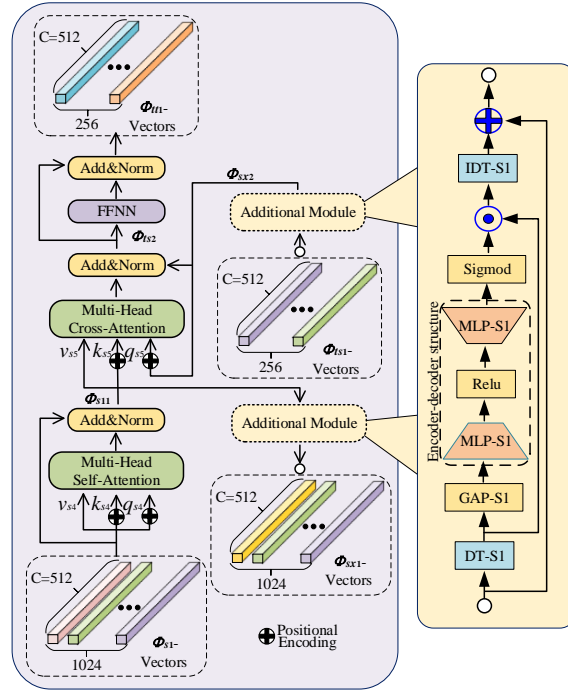 C=512
256
Φtt1-
Vectors
Add&Norm
FFNN
Φts2
Add&Norm
Multi-Head
Cross-Attention
vs5 ks5 qs5
Φs11
Add&Norm
Multi-Head
Self-Attention
vs4 ks4 qs4
C=512
1024
Φs1-
Vectors
Φsx2
Additional Module
C=512
256
Φts1-
Vectors
Additional Module
C=512
1024
Φsx1-
Vectors
Positional
Encoding
IDT-S1
Sigmod
MLP-S1
Relu
MLP-S1
Encoder-decoder structure
GAP-S1
DT-S1